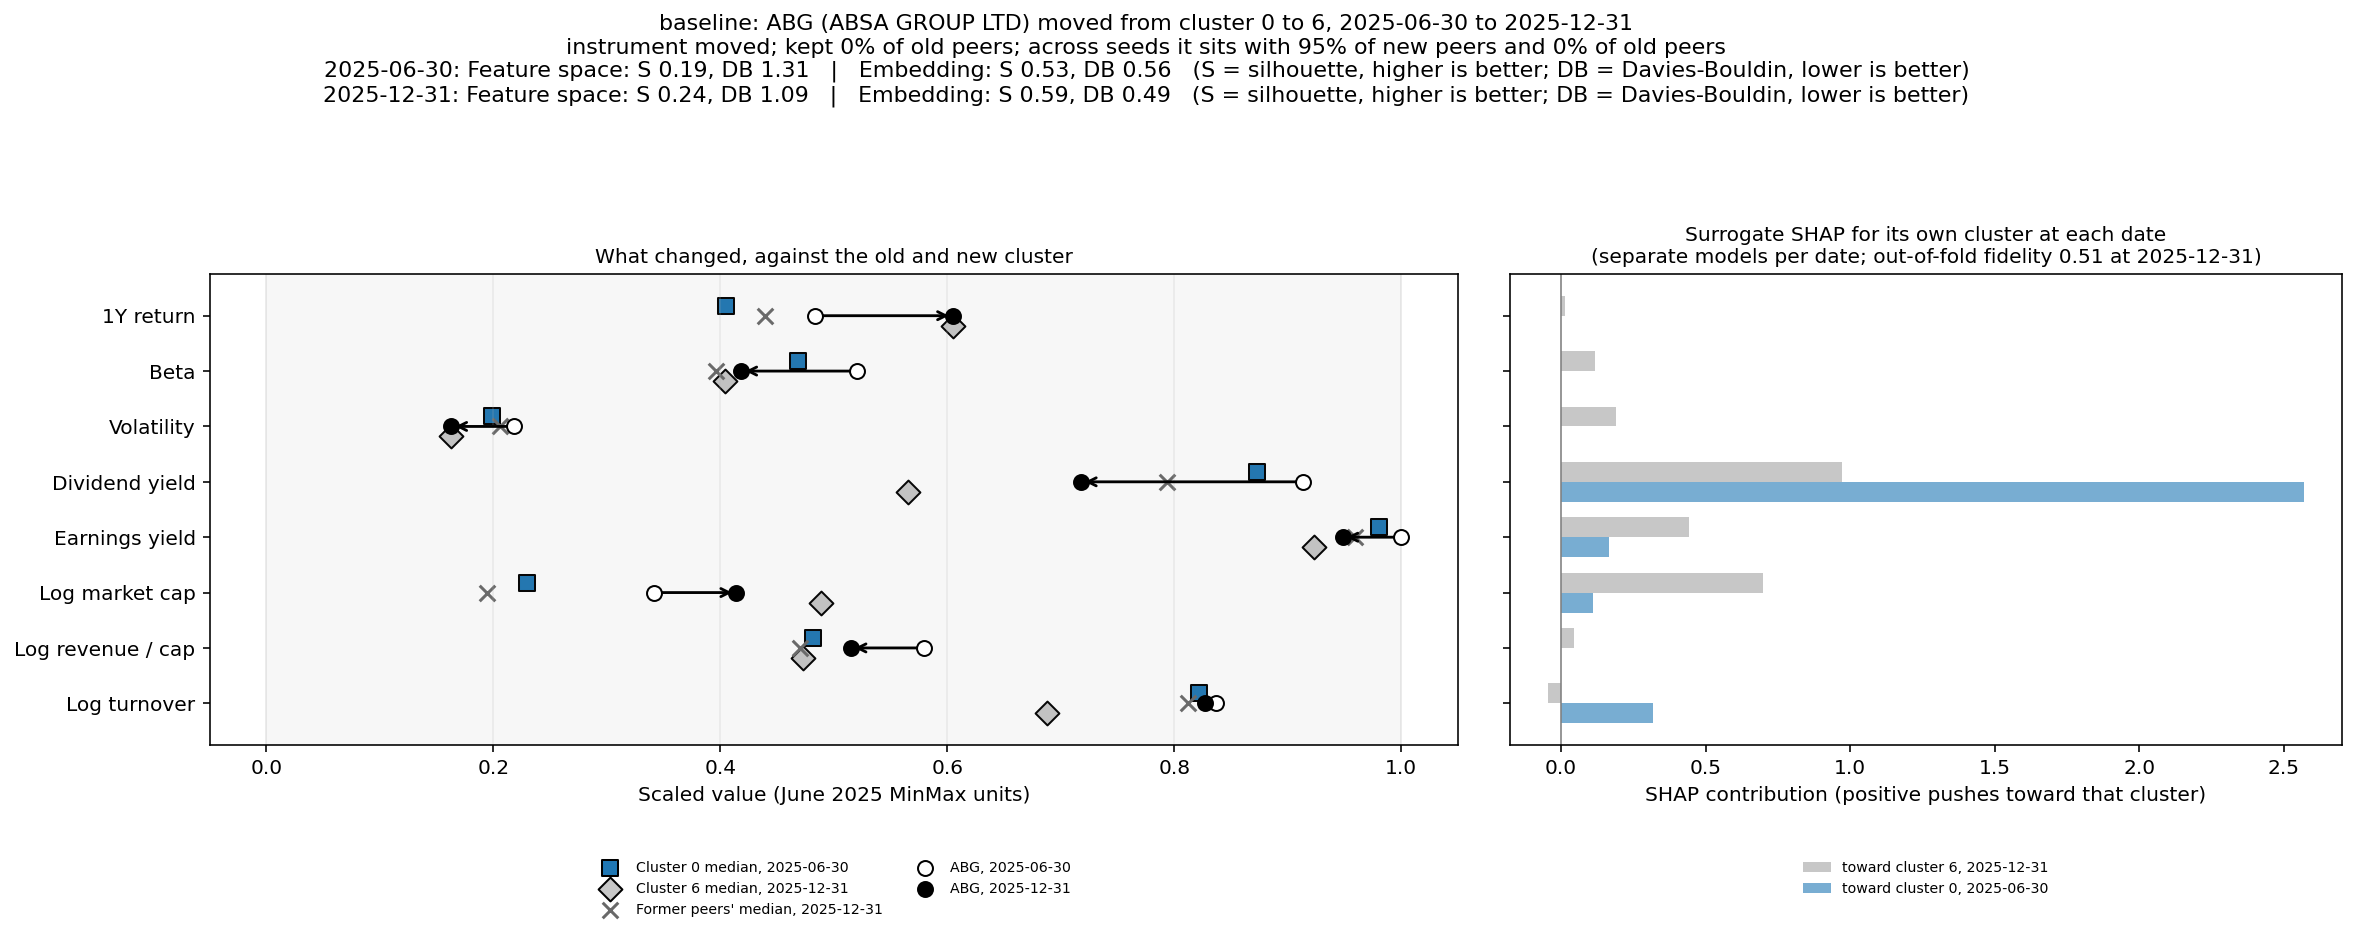 baseline: ABG (ABSA GROUP LTD) moved from cluster 0 to 6, 2025-06-30 to 2025-12-31
instrument moved; kept 0% of old peers; across seeds it sits with 95% of new peers and 0% of old peers
2025-06-30: Feature space: S 0.19, DB 1.31 | Embedding: S 0.53, DB 0.56 (S = silhouette, higher is better; DB = Davies-Bouldin, lower is better)
2025-12-31: Feature space: S 0.24, DB 1.09 | Embedding: S 0.59, DB 0.49 (S = silhouette, higher is better; DB = Davies-Bouldin, lower is better)
What changed, against the old and new cluster
1Y return
Beta
Volatility
Dividend yield
Earnings yield
Log market cap
Log revenue / cap
Log turnover
0.0 0.2 0.4 0.6 0.8 1.0
Scaled value (June 2025 MinMax units)
Cluster 0 median, 2025-06-30
Cluster 6 median, 2025-12-31
Former peers' median, 2025-12-31
ABG, 2025-06-30
ABG, 2025-12-31
Surrogate SHAP for its own cluster at each date
(separate models per date; out-of-fold fidelity 0.51 at 2025-12-31)
0.0 0.5 1.0 1.5 2.0 2.5
SHAP contribution (positive pushes toward that cluster)
toward cluster 6, 2025-12-31
toward cluster 0, 2025-06-30